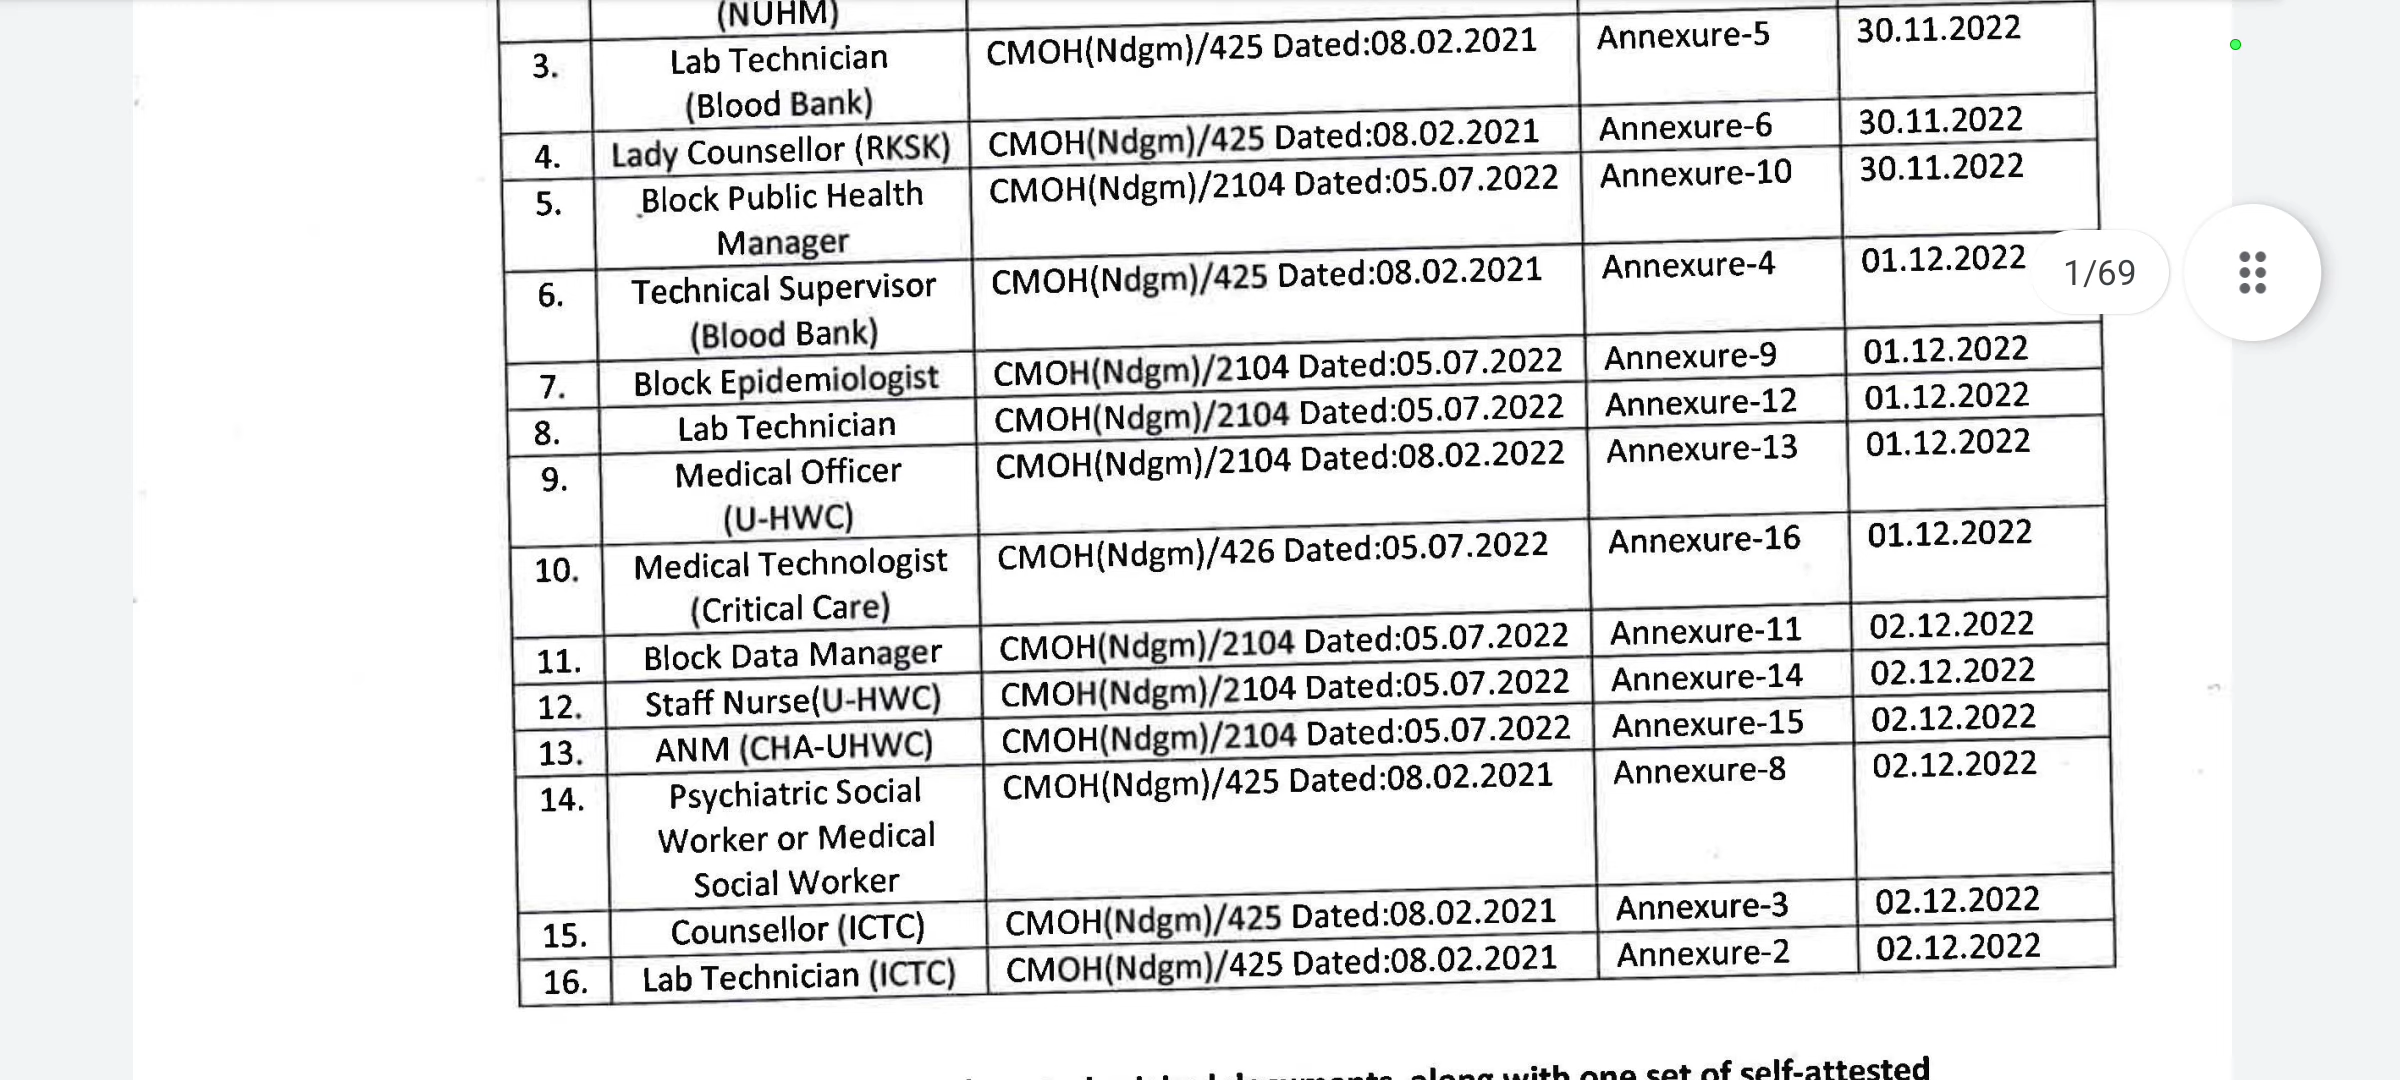 (NUHM)
3. Lab Technician CMOH(Ndgm)/425 Dated:08.02.2021 Annexure-5 30.11.2022
(Blood Bank)
4. Lady Counsellor (RKSK) CMOH(Ndgm)/425 Dated:08.02.2021 Annexure-6 30.11.2022
5. Block Public Health CMOH(Ndgm)/2104 Dated:05.07.2022 Annexure-10 30.11.2022
Manager
6. Technical Supervisor CMOH(Ndgm)/425 Dated:08.02.2021 Annexure-4 01.12.2022
1/69
(Blood Bank)
7. Block Epidemiologist CMOH(Ndgm)/2104 Dated:05.07.2022 Annexure-9 01.12.2022
8. Lab Technician CMOH(Ndgm)/2104 Dated:05.07.2022 Annexure-12 01.12.2022
9. Medical Officer CMOH(Ndgm)/2104 Dated:08.02.2022 Annexure-13 01.12.2022
(U-HWC)
10. Medical Technologist CMOH(Ndgm)/426 Dated:05.07.2022 Annexure-16 01.12.2022
(Critical Care)
11. Block Data Manager CMOH(Ndgm)/2104 Dated:05.07.2022 Annexure-11 02.12.2022
12. Staff Nurse(U-HWC) CMOH(Ndgm)/2104 Dated:05.07.2022 Annexure-14 02.12.2022
13. ANM (CHA-UHWC) CMOH(Ndgm)/2104 Dated:05.07.2022 Annexure-15 02.12.2022
14. Psychiatric Social CMOH(Ndgm)/425 Dated:08.02.2021 Annexure-8 02.12.2022
Worker or Medical
Social Worker
15. Counsellor (ICTC) CMOH(Ndgm)/425 Dated:08.02.2021 Annexure-3 02.12.2022
16. Lab Technician (ICTC) CMOH(Ndgm)/425 Dated:08.02.2021 Annexure-2 02.12.2022
along with one set of self-attested